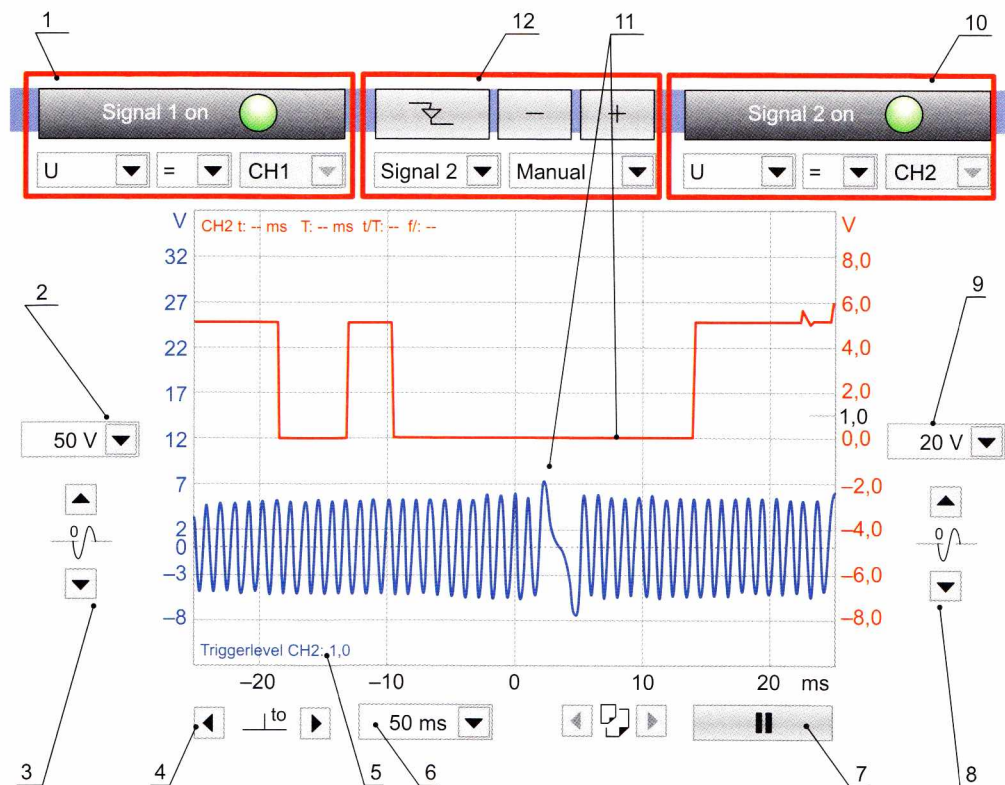 1 12 11 10
Signal 1 on − + Signal 2 on
U = CH1 Signal 2 Manual U = CH2
V CH2 t: -- ms T: -- ms t/T: -- f/: -- V
32 8,0
2 27 6,0 9
22 4,0
17 2,0
1,0
50 V 12 0,0 20 V
7 –2,0
2 –4,0
0 0 0
–3 –6,0
–8 –8,0
Triggerlevel CH2: 1,0
–20 –10 0 10 20 ms
to 50 ms
3 4 5 6 7 8